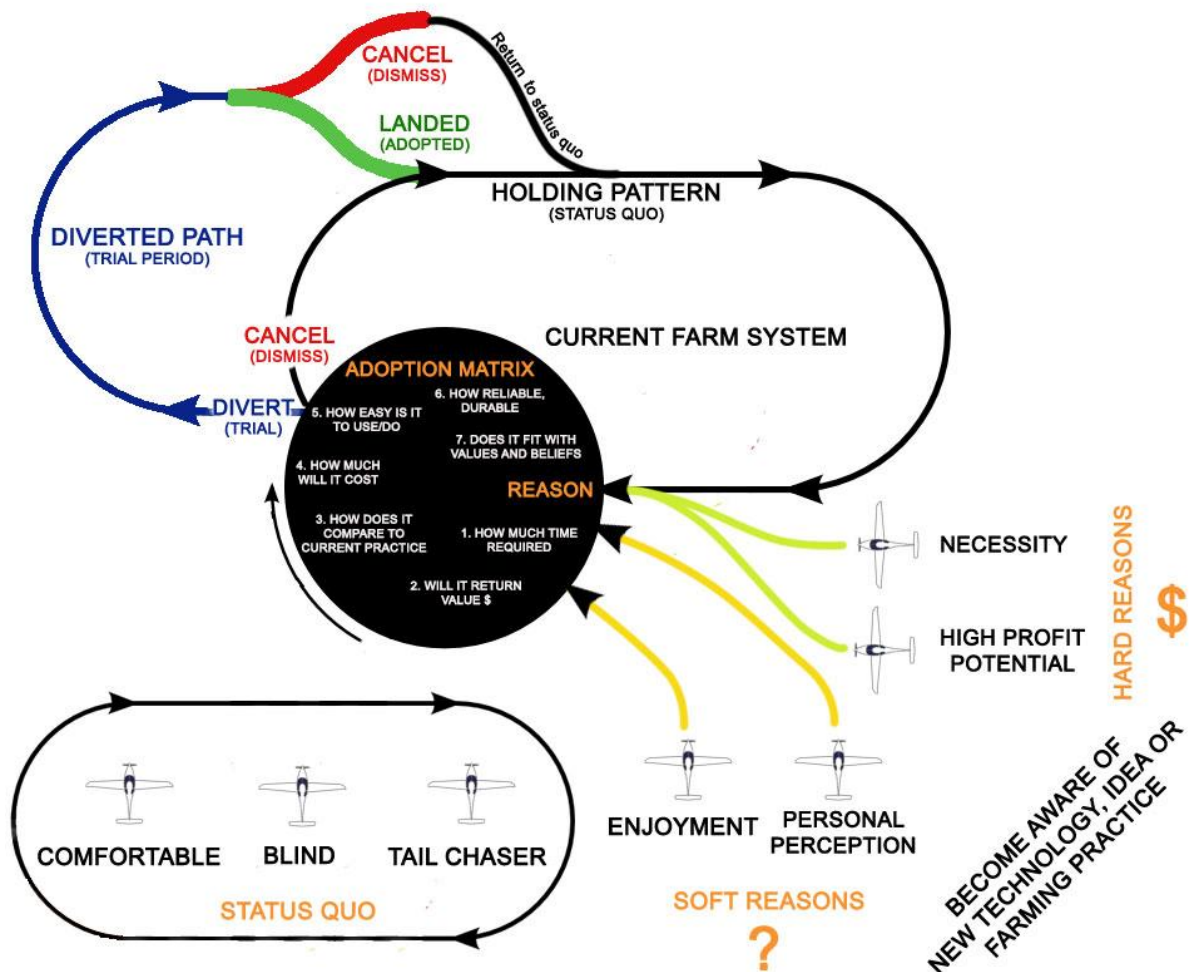 CANCEL
(DISMISS)
Return to status quo
LANDED
(ADOPTED)
HOLDING PATTERN
(STATUS QUO)
DIVERTED PATH
(TRIAL PERIOD)
CURRENT FARM SYSTEM
CANCEL
(DISMISS)
DIVERT
(TRIAL)
ADOPTION MATRIX
6. HOW RELIABLE,
DURABLE
5. HOW EASY IS IT
TO USE/DO
7. DOES IT FIT WITH
VALUES AND BELIEFS
4. HOW MUCH
WILL IT COST
REASON
3. HOW DOES IT
COMPARE TO
CURRENT PRACTICE
1. HOW MUCH TIME
REQUIRED
2. WILL IT RETURN
VALUE $
NECESSITY
HIGH PROFIT
POTENTIAL
HARD REASONS
$
ENJOYMENT
PERSONAL
PERCEPTION
SOFT REASONS
?
BECOME AWARE OF
NEW TECHNOLOGY, IDEA OR
FARMING PRACTICE
COMFORTABLE
BLIND
TAIL CHASER
STATUS QUO